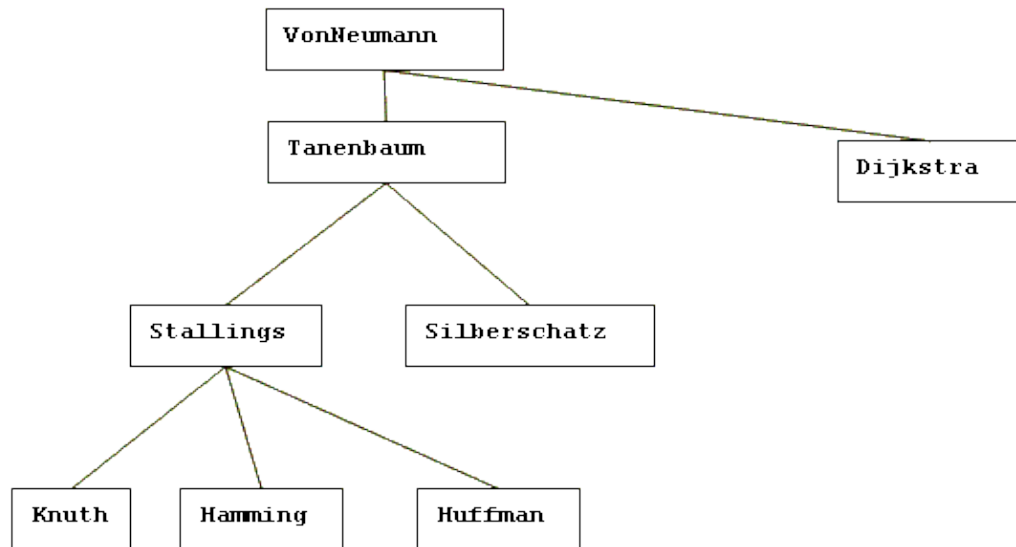 VonNeumann
Tanenbaum
Dijkstra
Stallings
Silberschatz
Knuth
Hamming
Huffman